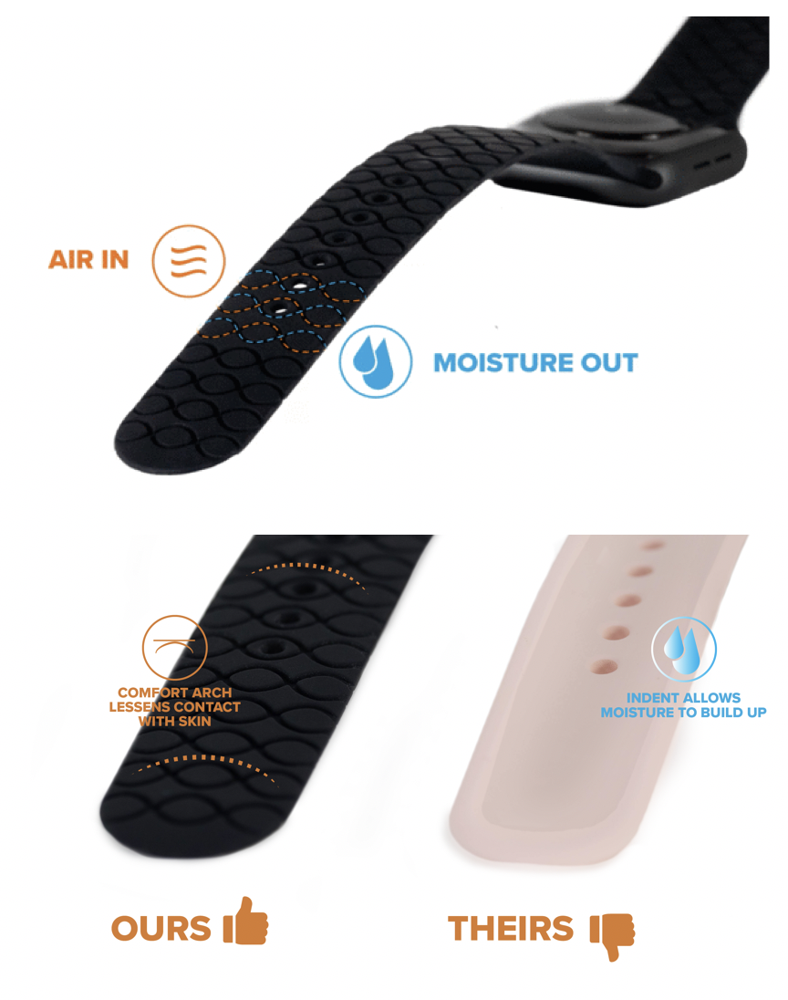 AIR IN
MOISTURE OUT
COMFORT ARCH
LESSENS CONTACT
WITH SKIN
INDENT ALLOWS
MOISTURE TO BUILD UP
OURS
THEIRS